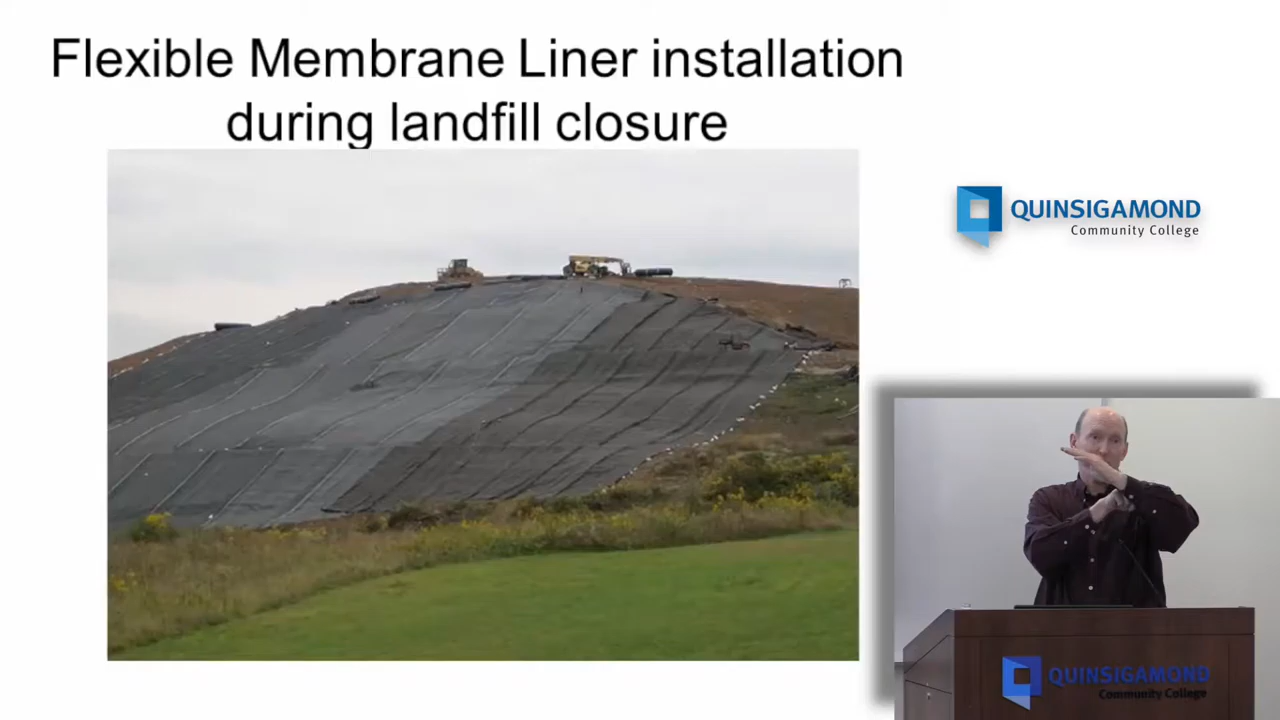 Flexible Membrane Liner installation
during landfill closure
QUINSIGAMOND
Community College
QUINSIGAMOND
Community College